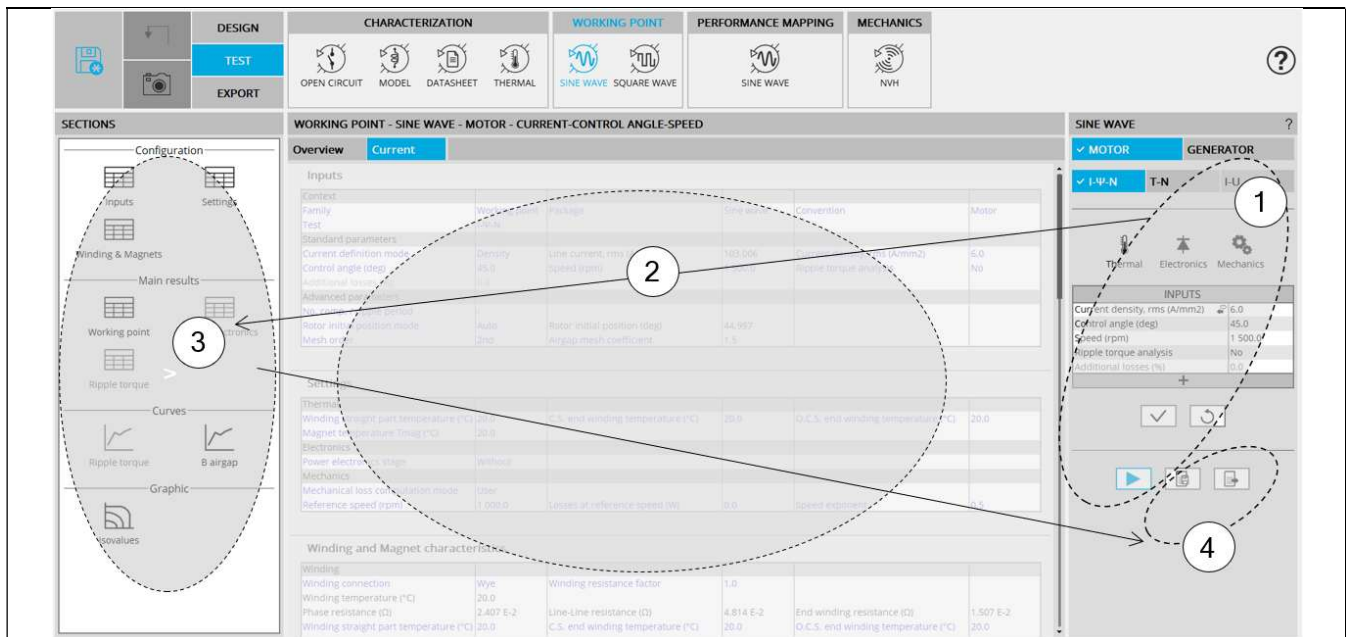 DESIGN
TEST
EXPORT
CHARACTERIZATION
OPEN CIRCUIT MODEL DATASHEET THERMAL
WORKING POINT
SINE WAVE SQUARE WAVE
PERFORMANCE MAPPING
SINE WAVE
MECHANICS
NVH
?
SECTIONS
Configuration
Inputs Settings
Winding & Magnets
Main results
Working point
3
Ripple torque
>
Curves
Ripple torque B airgap
Graphic
Isovalues
WORKING POINT - SINE WAVE - MOTOR - CURRENT-CONTROL ANGLE-SPEED
Overview Current
Inputs
Context
Family Working point Package Sine wave Convention Motor
Test
Standard parameters
Current definition mode Density Line current, rms 103.006 6.0
Control angle (deg) 45.0 Speed (rpm) Ripple torque analysis No
2
Advanced parameters
No. comp. period
Rotor initial position mode Auto Rotor initial position (deg) 44.997
Mesh order 2nd Airgap mesh coefficient 1.5
Settings
Thermal
Winding straight part temperature (°C) 20.0 C.S. end winding temperature (°C) 20.0 O.C.S. end winding temperature (°C) 20.0
Magnet temperature Tmag (°C) 20.0
Electronics
Power electronics stage Without
Mechanics
Mechanical loss computation mode User
Reference speed (rpm) 1 000.0 Losses at reference speed (W) 0.0 Speed exponent 0.5
Winding and Magnet characteristics
Winding
Winding connection Wye Winding resistance factor 1.0
Winding temperature (°C) 20.0
Phase resistance (Ω) 2.407 E-2 Line-Line resistance (Ω) 4.814 E-2 End winding resistance (Ω) 1.507 E-2
Winding straight part temperature (°C) 20.0 C.S. end winding temperature (°C) 20.0 O.C.S. end winding temperature (°C) 20.0
SINE WAVE ?
MOTOR GENERATOR
I-Ψ-N T-N I-U
1
Thermal Electronics Mechanics
INPUTS
Current density, rms (A/mm2) 6.0
Control angle (deg) 45.0
Speed (rpm) 1 500.0
Ripple torque analysis No
Additional losses (%) 0.0
+
4